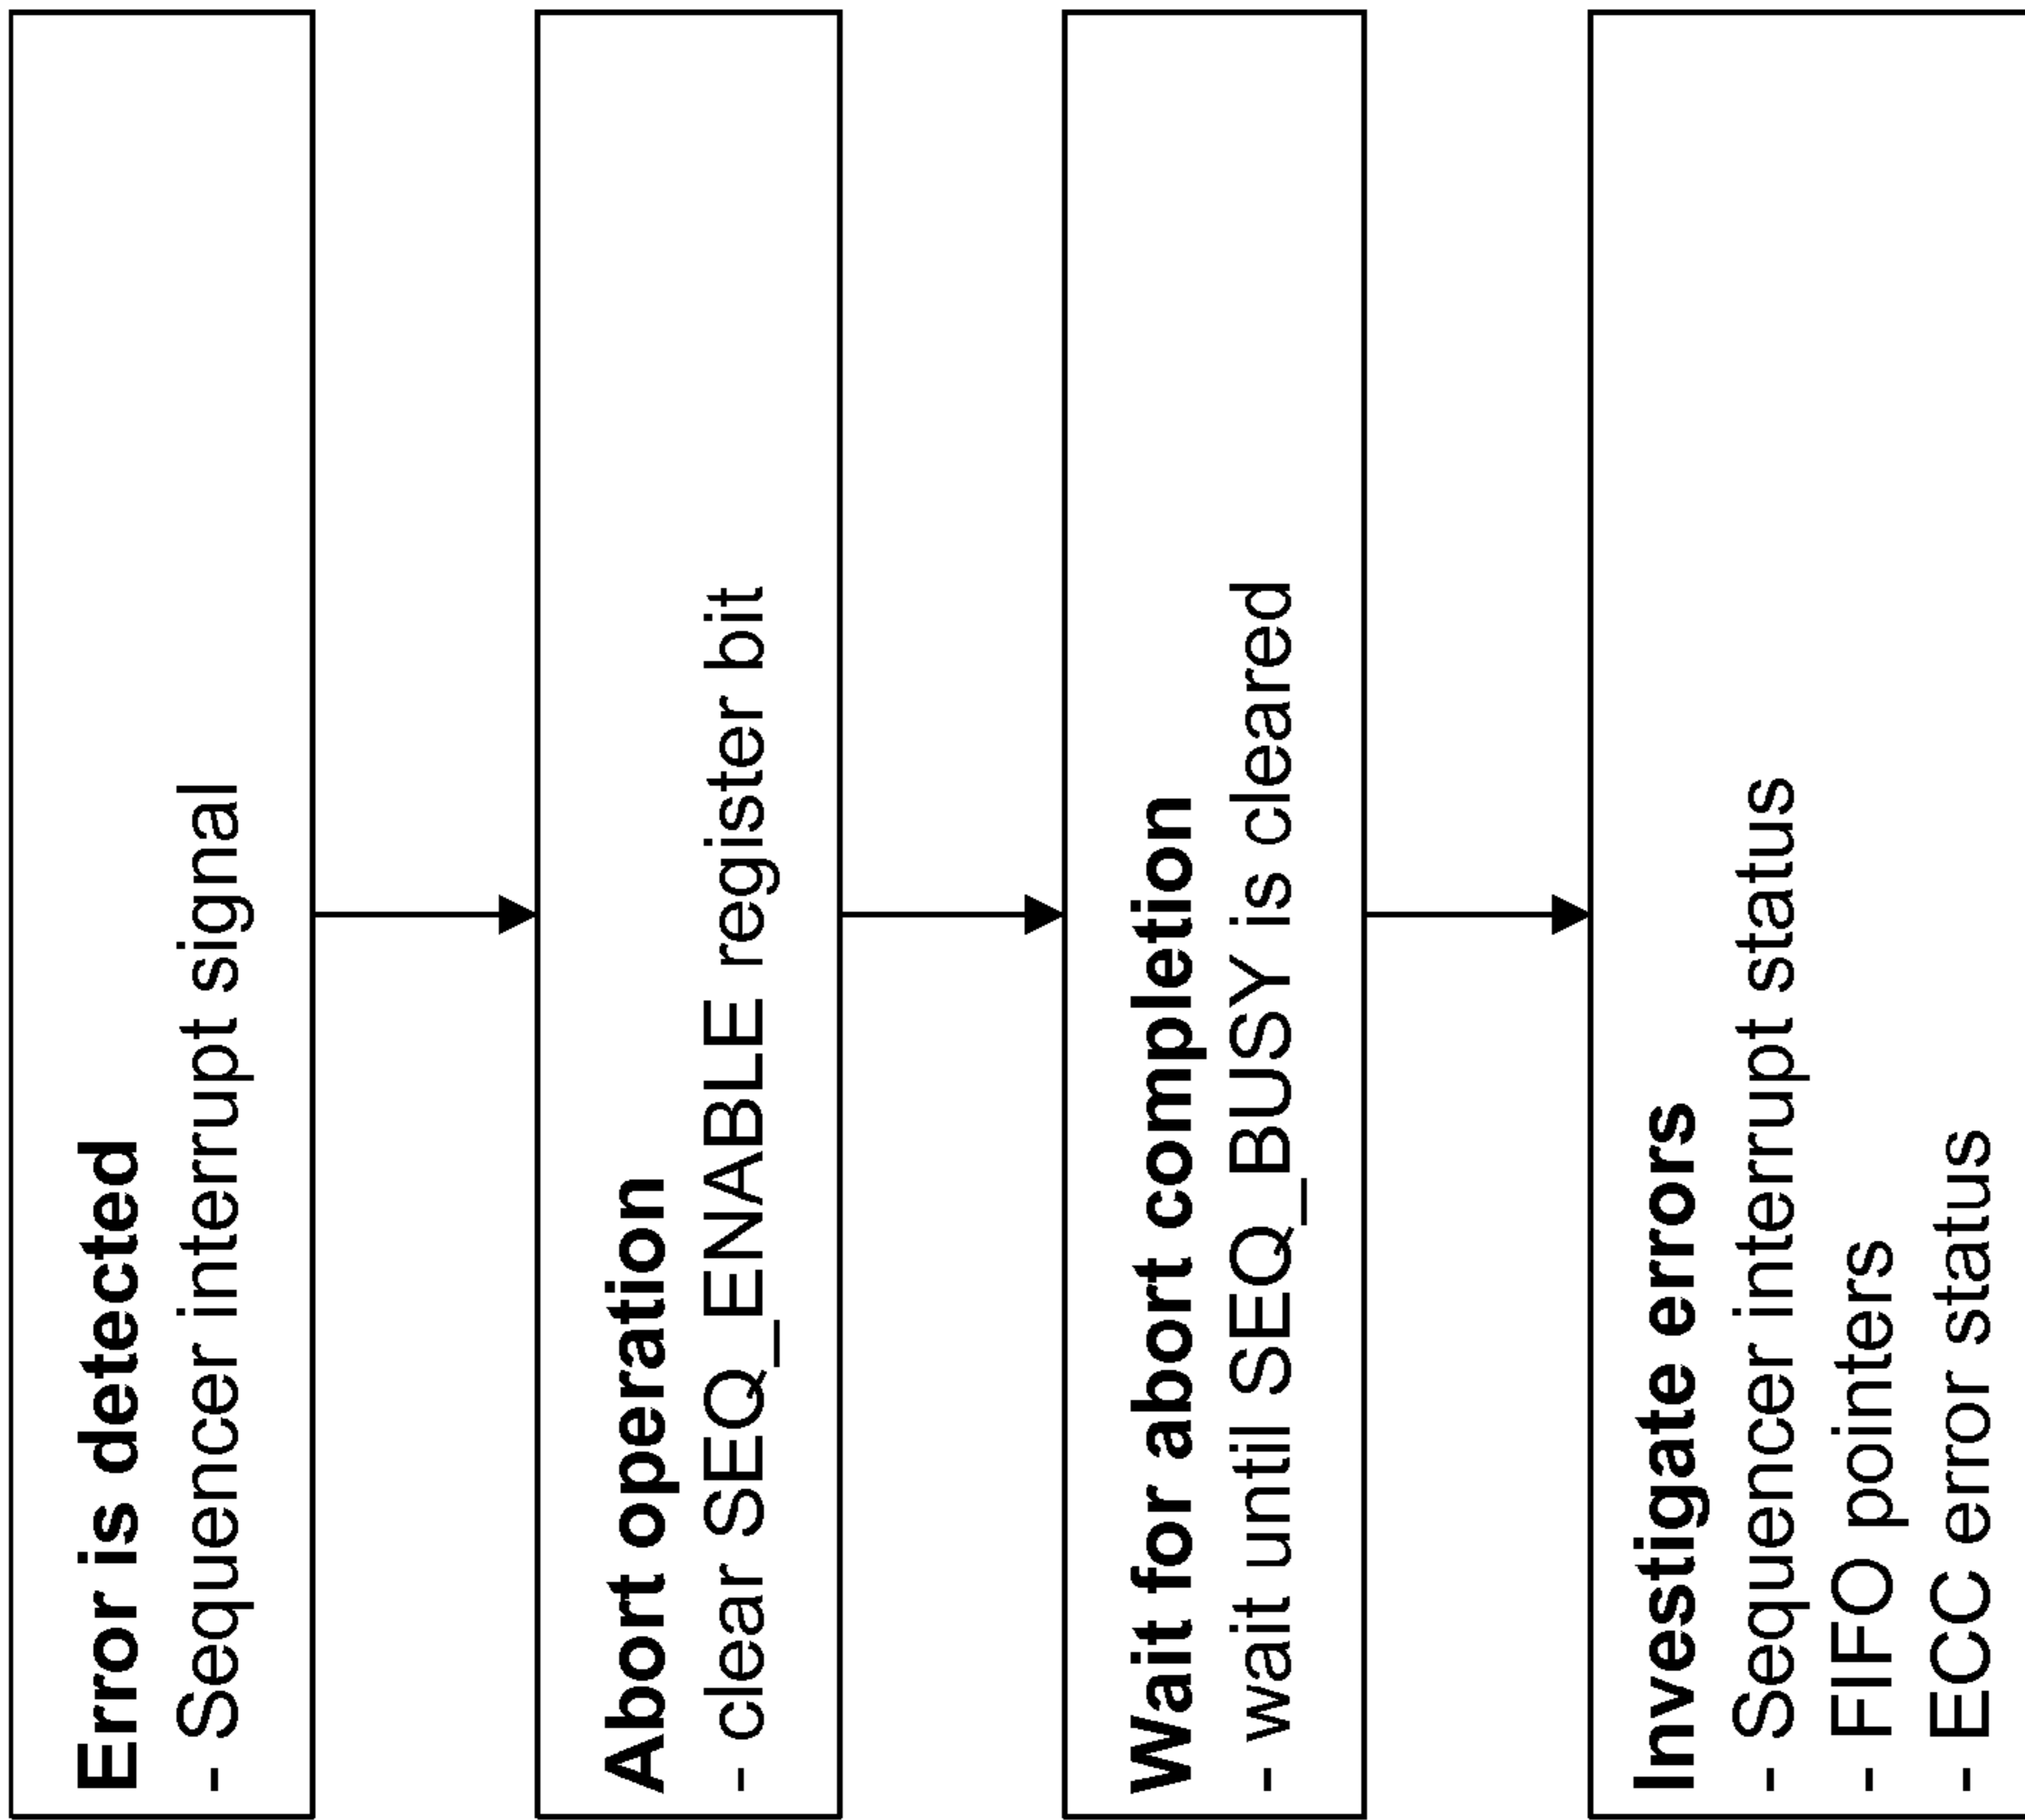 Error is detected
- Sequencer interrupt signal
Abort operation
- clear SEQ_ENABLE register bit
Wait for abort completion
- wait until SEQ_BUSY is cleared
Investigate errors
- Sequencer interrupt status
- FIFO pointers
- ECC error status